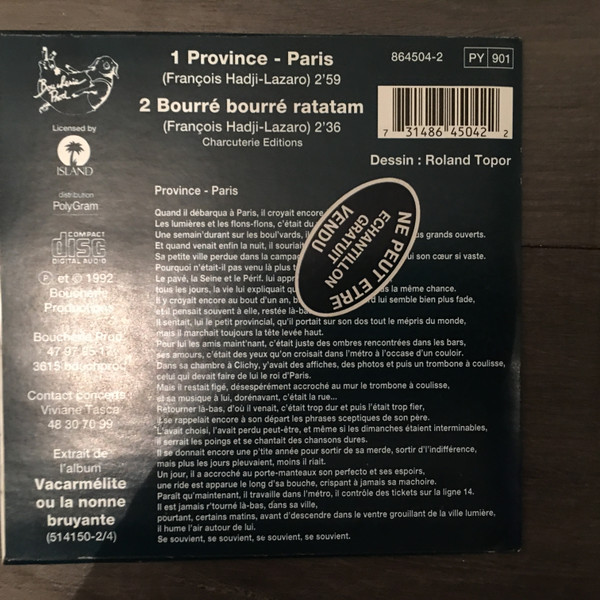 1 Province - Paris
(François Hadji-Lazaro) 2'59
2 Bourré bourré ratatam
(François Hadji-Lazaro) 2'36
Charcuterie Editions
864504-2
PY 901
7 31486 45042 2
Dessin : Roland Topor
Boucherie Prod.
Licensed by
ISLAND
distribution
PolyGram
COMPACT
disc
DIGITAL AUDIO
P et © 1992
Boucherie
Productions
Boucherie Prod.
47 97
3615 boucherprod
Contact concerts
Viviane Tasca
48 30 70 99
Extrait de
l'album
Vacarmélite
ou la nonne
bruyante
(514150-2/4)
NE PEUT ETRE
ECHANTILLON
GRATUIT
VENDU
Province - Paris
Quand il débarqua à Paris, il croyait encore
Les lumières et les flons-flons, c'était du
Une semain'durant sur les boul'vards, il us grands ouverts.
Et quand venait enfin la nuit, il souriait
Sa petite ville perdue dans la campa ui son cœur si vaste.
Pourquoi n'était-il pas venu là plus t
Le pavé, la Seine et le Périf. lui appr
tous les jours, la vie lui expliquait qu as la même chance.
Il y croyait encore au bout d'un an, b rd lui semble bien plus fade,
et s'il pensait souvent à elle, restée là-ba
Il sentait, lui le petit provincial, qu'il portait sur son dos tout le mépris du monde,
mais il marchait toujours la tête levée haut.
Pour lui les amis maint'nant, c'était juste des ombres rencontrées dans les bars,
ses amours, c'était des yeux qu'on croisait dans l'métro à l'occase d'un couloir.
Dans sa chambre à Clichy, y'avait des affiches, des photos et puis un trombone à coulisse,
celui qui devait faire de lui le roi d'Paris.
Mais il restait figé, désespérément accroché au mur le trombone à coulisse,
et sa musique à lui, dorénavant, c'était la rue...
Retourner là-bas, d'où il venait, c'était trop dur et puis l'était trop fier,
il se rappelait encore à son départ les phrases sceptiques de son père.
L'avait choisi, l'avait perdu peut-être, et même si les dimanches étaient interminables,
il serrait les poings et se chantait des chansons dures.
Il se donnait encore une p'tite année pour sortir de sa merde, sortir d'l'indifférence,
mais plus les jours pleuvaient, moins il riait.
Un jour, il a accroché au porte-manteaux son perfecto et ses espoirs,
une ride est apparue le long d'sa bouche, crispant à jamais sa machoire.
Paraît qu'maintenant, il travaille dans l'métro, il contrôle des tickets sur la ligne 14.
Il est jamais r'tourné là-bas, dans sa ville,
pourtant, certains matins, avant d'descendre dans le ventre grouillant de la ville lumière,
il hume l'air autour de lui.
Se souvient, se souvient, se souvient, se souvient.